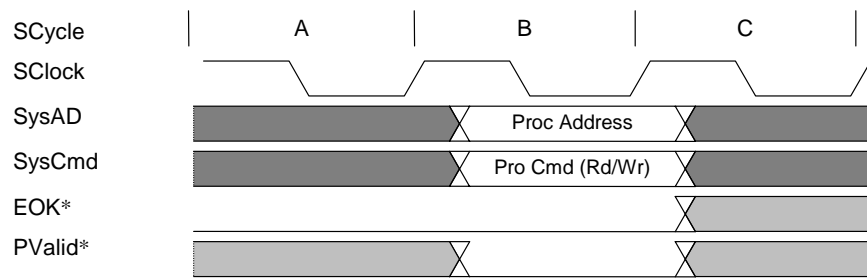 SCycle A B C
SClock
SysAD Proc Address
SysCmd Pro Cmd (Rd/Wr)
EOK*
PValid*